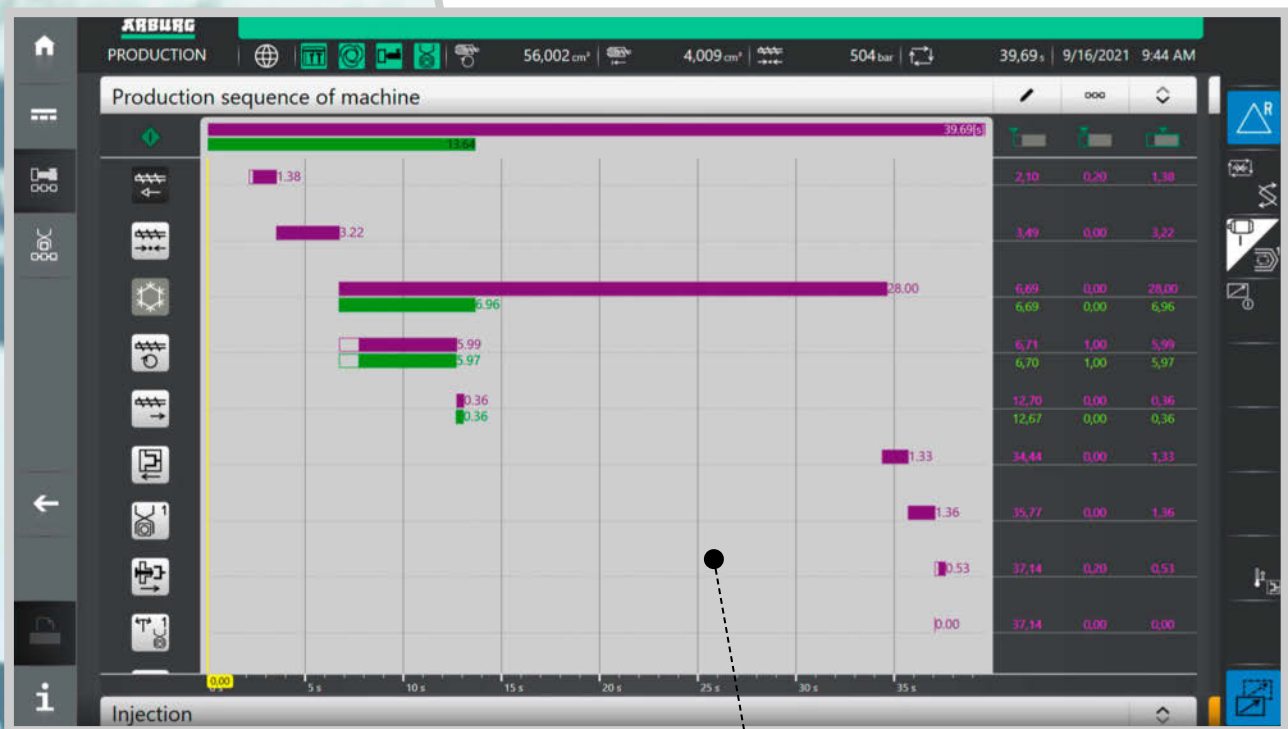 ARBURG
PRODUCTION 56,002 cm³ 4,009 cm³ 504 bar 39,69 s 9/16/2021 9:44 AM
Production sequence of machine
R
39.69[s]
13.64
1.38 2,10 0,20 1,38
3.22 3,49 0,00 3,22
28.00 6,69 0,00 28,00
6.96 6,69 0,00 6,96
5.99 6,71 1,00 5,99
5.97 6,70 1,00 5,97
0.36 12,70 0,00 0,36
0.36 12,67 0,00 0,36
1.33 34,44 0,00 1,33
1
1.36 35,77 0,00 1,36
0.53 37,14 0,20 0,53
1
0.00 37,14 0,00 0,00
0,00
5 s 10 s 15 s 20 s 25 s 30 s 35 s
Injection